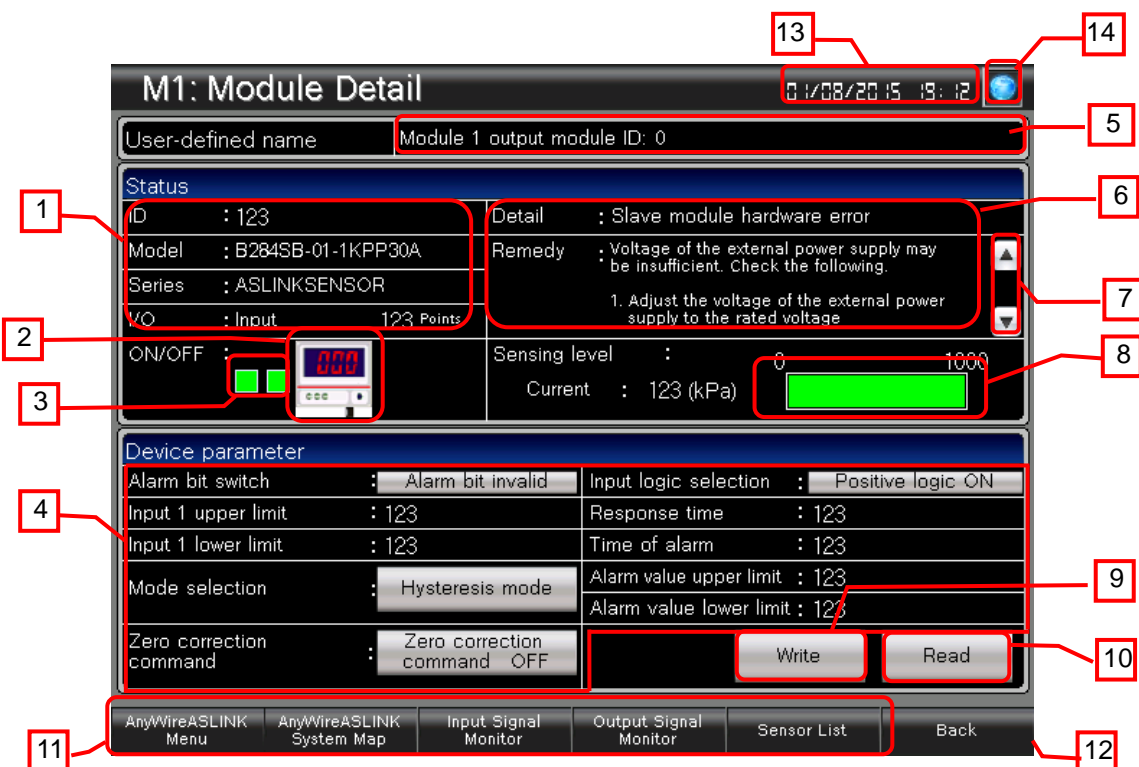 13
14
M1: Module Detail
01/08/2015 19:12
User-defined name
Module 1 output module ID: 0
5
Status
1
6
ID : 123
Detail : Slave module hardware error
Model : B284SB-01-1KPP30A
Remedy : Voltage of the external power supply may
be insufficient. Check the following.
Series : ASLINKSENSOR
1. Adjust the voltage of the external power
supply to the rated voltage
7
I/O : Input 123 Points
2
ON/OFF :
000
3
Sensing level :
0 1000
8
Current : 123 (kPa)
Device parameter
4
Alarm bit switch : Alarm bit invalid
Input logic selection : Positive logic ON
Input 1 upper limit : 123
Response time : 123
Input 1 lower limit : 123
Time of alarm : 123
Mode selection : Hysteresis mode
Alarm value upper limit : 123
Alarm value lower limit : 123
9
Zero correction
command
: Zero correction
command OFF
Write
Read
10
11
AnyWireASLINK
Menu
AnyWireASLINK
System Map
Input Signal
Monitor
Output Signal
Monitor
Sensor List
Back
12